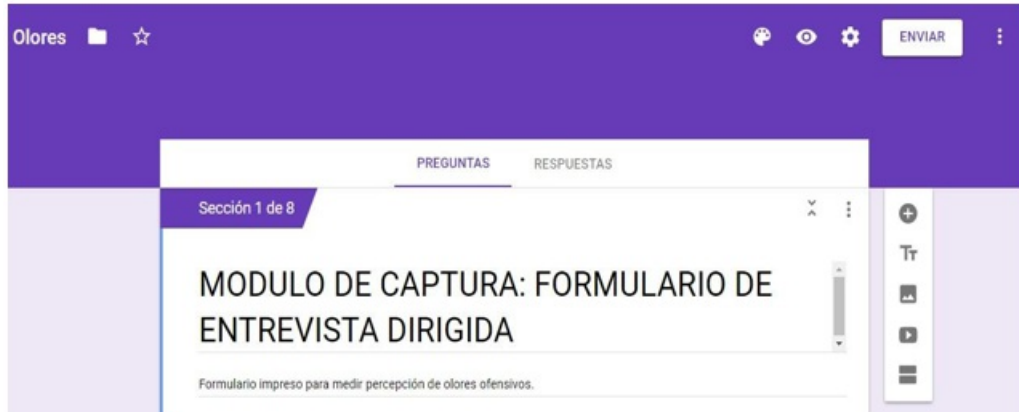 Olores
ENVIAR
PREGUNTAS RESPUESTAS
Sección 1 de 8
MODULO DE CAPTURA: FORMULARIO DE
ENTREVISTA DIRIGIDA
Formulario impreso para medir percepción de olores ofensivos.
Tт